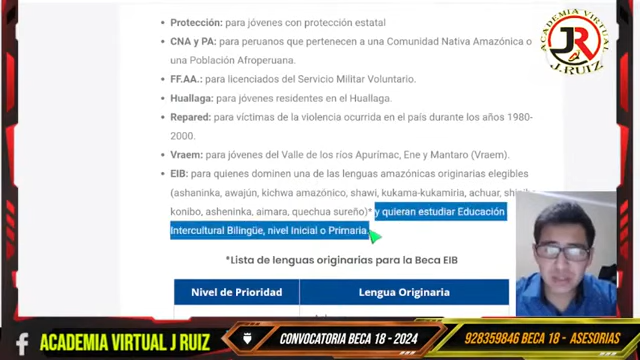 Protección: para jóvenes con protección estatal
CNA y PA: para peruanos que pertenecen a una Comunidad Nativa Amazónica o
una Población Afroperuana.
FF.AA.: para licenciados del Servicio Militar Voluntario.
Huallaga: para jóvenes residentes en el Huallaga.
Repared: para víctimas de la violencia ocurrida en el país durante los años 1980-
2000.
Vraem: para jóvenes del Valle de los ríos Apurímac, Ene y Mantaro (Vraem).
EIB: para quienes dominen una de las lenguas amazónicas originarias elegibles
(ashaninka, awajún, kichwa amazónico, shawi, kukama-kukamiria, achuar,
konibo, asheninka, aimara, quechua sureño)* y quieran estudiar Educación
Intercultural Bilingüe, nivel Inicial o Primaria.
*Lista de lenguas originarias para la Beca EIB
Nivel de Prioridad Lengua Originaria
ACADEMIA VIRTUAL
JR
J.RUIZ
f ACADEMIA VIRTUAL J RUIZ
CONVOCATORIA BECA 18 - 2024
928359846 BECA 18 - ASESORIAS